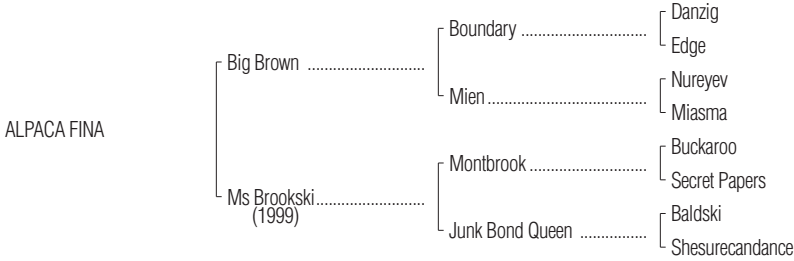 Danzig
Boundary ..............................
Edge
Big Brown ............................
Nureyev
Mien ......................................
Miasma
ALPACA FINA
Buckaroo
Montbrook ............................
Secret Papers
Ms Brookski..........................
(1999)
Baldski
Junk Bond Queen ................
Shesurecandance